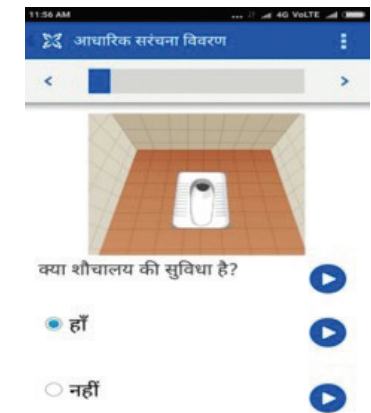 11:56 AM ... 4G VoLTE
आधारिक सरंचना विवरण
क्या शौचालय की सुविधा है?
हाँ
नहीं